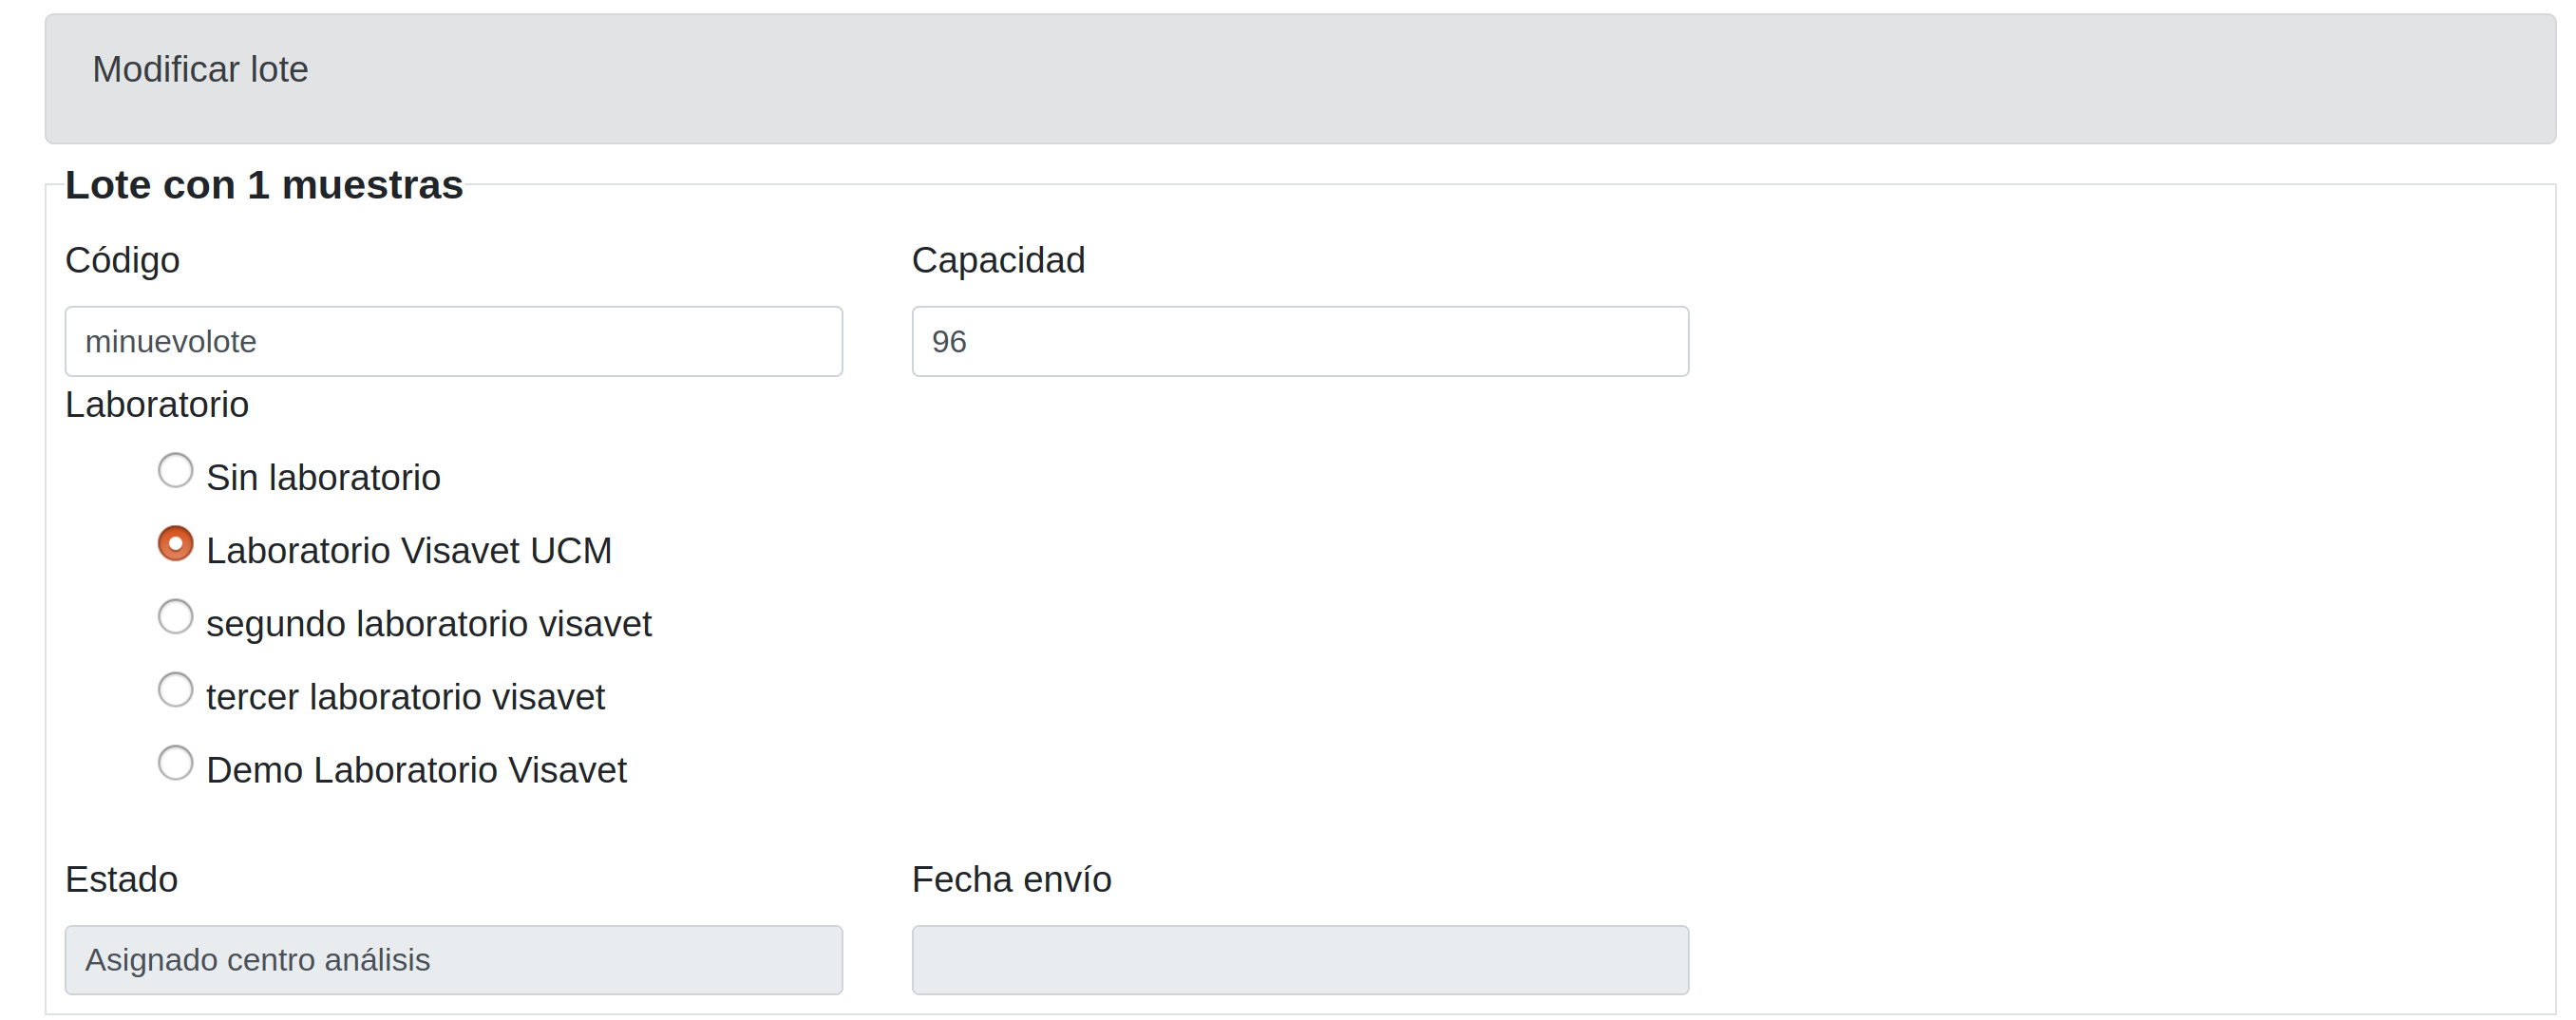 Modificar lote
Lote con 1 muestras
Código
Capacidad
minuevolote
96
Laboratorio
Sin laboratorio
Laboratorio Visavet UCM
segundo laboratorio visavet
tercer laboratorio visavet
Demo Laboratorio Visavet
Estado
Fecha envío
Asignado centro análisis